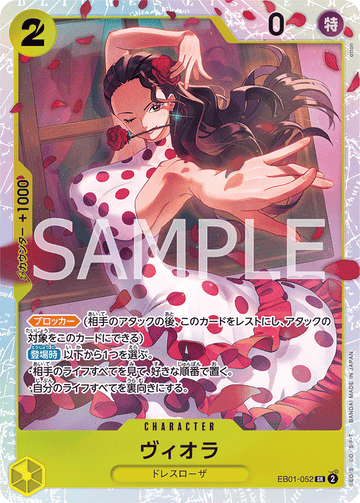 2
0
特
カウンター +1000
SAMPLE
ブロッカー (相手のアタックの後、このカードをレストにし、アタックの
対象をこのカードにできる)
登場時 以下から1つを選ぶ。
・相手のライフすべてを見て、好きな順番で置く。
・自分のライフすべてを裏向きにする。
CHARACTER
ヴィオラ
ドレスローザ
EB01-052 SR 2
BANDAI MADE IN JAPAN